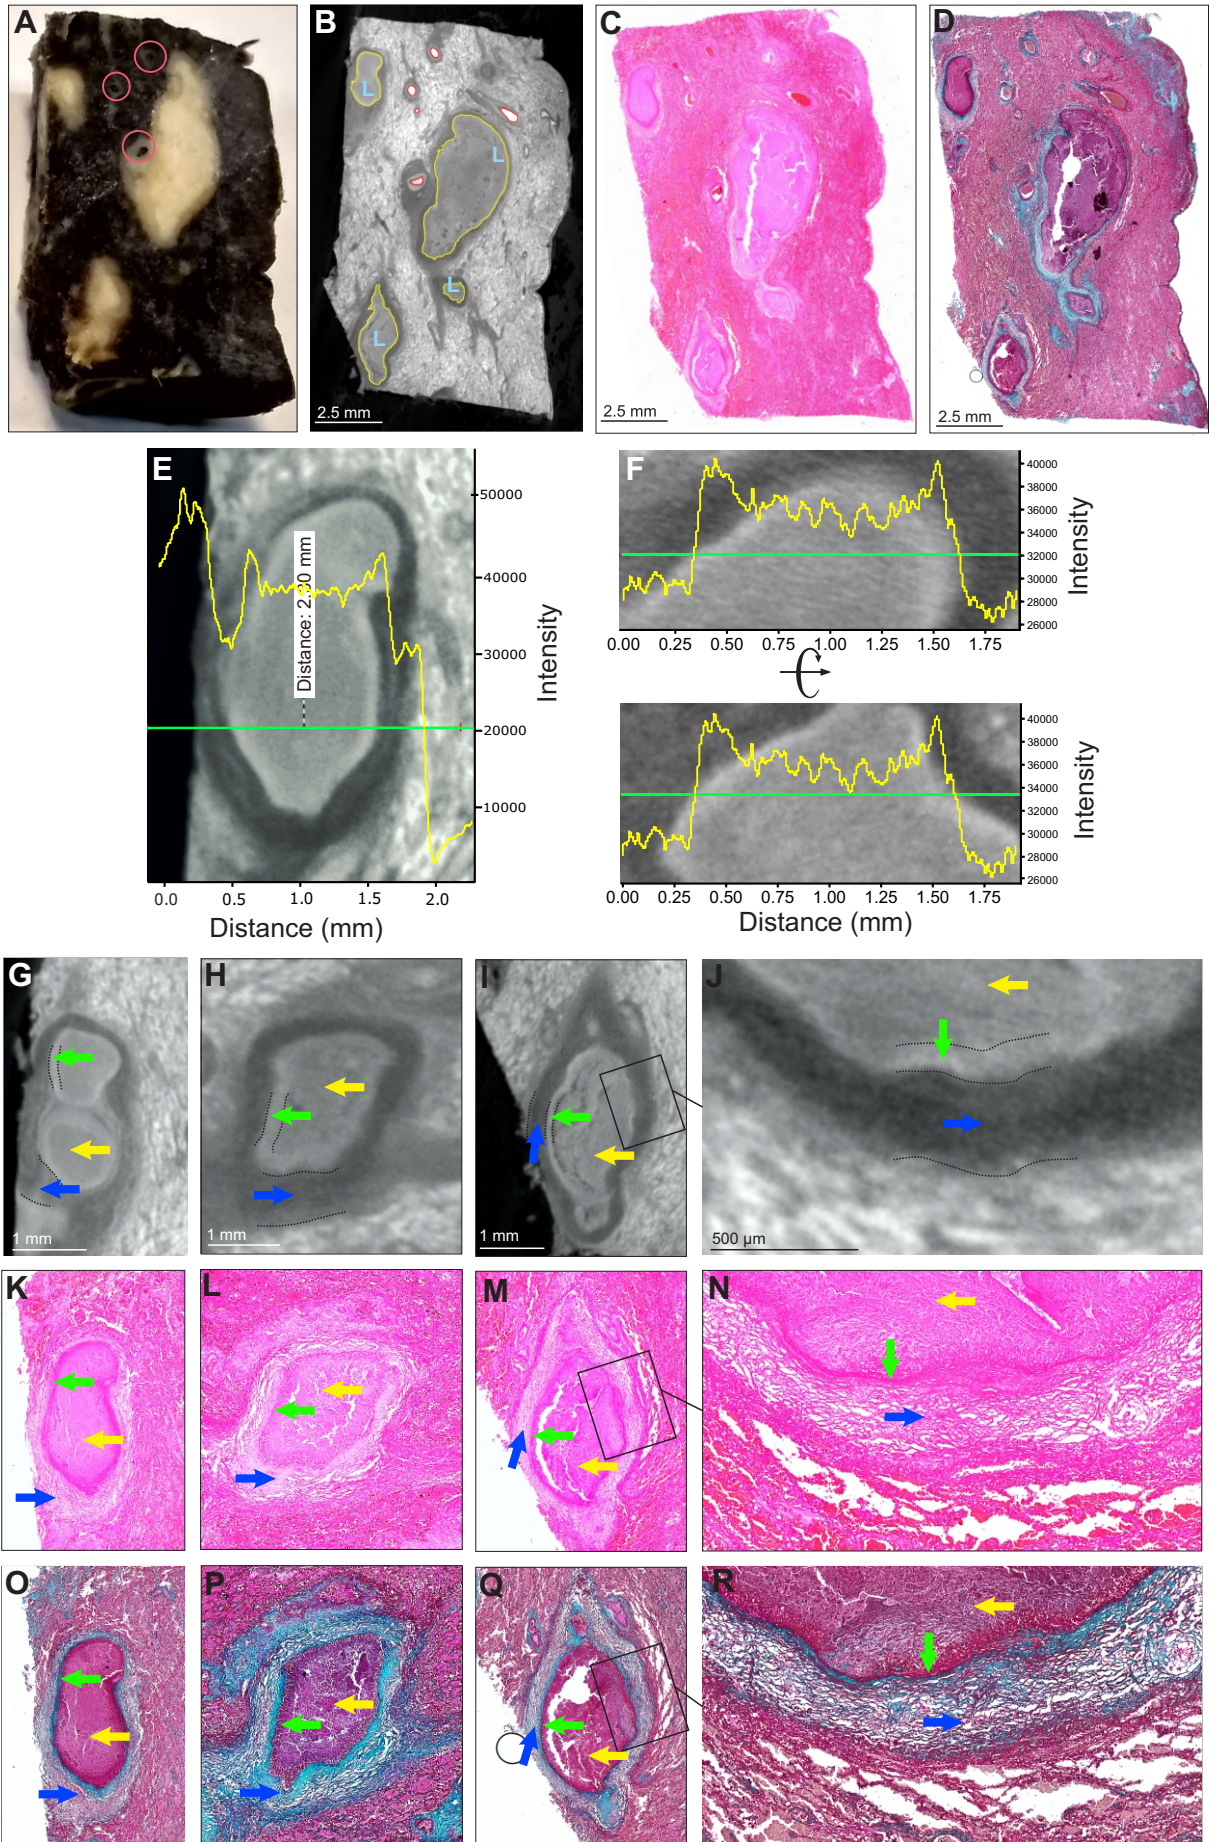 A
B
C
D
L
L
L
L
2.5 mm
2.5 mm
2.5 mm
E
Distance: 2.90 mm
50000
40000
30000
20000
10000
Intensity
0.0 0.5 1.0 1.5 2.0
Distance (mm)
F
40000
38000
36000
34000
32000
30000
28000
26000
Intensity
0.00 0.25 0.50 0.75 1.00 1.25 1.50 1.75
40000
38000
36000
34000
32000
30000
28000
26000
Intensity
0.00 0.25 0.50 0.75 1.00 1.25 1.50 1.75
Distance (mm)
G
H
I
J
1 mm
1 mm
1 mm
500 µm
K
L
M
N
O
P
Q
R